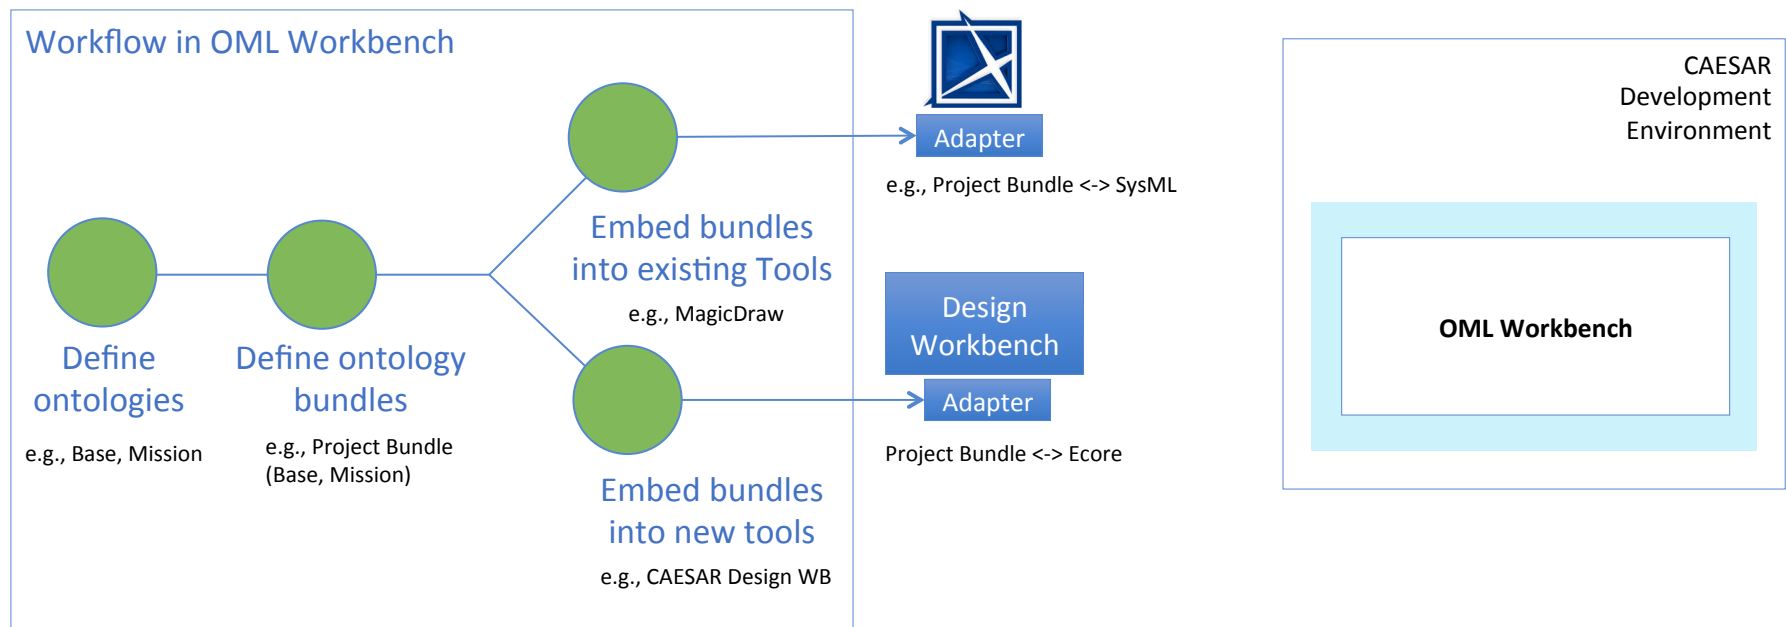 Workflow in OML Workbench
Define
ontologies
e.g., Base, Mission
Define ontology
bundles
e.g., Project Bundle
(Base, Mission)
Embed bundles
into existing Tools
e.g., MagicDraw
Embed bundles
into new tools
e.g., CAESAR Design WB
Adapter
e.g., Project Bundle <-> SysML
Design
Workbench
Adapter
Project Bundle <-> Ecore
CAESAR
Development
Environment
OML Workbench